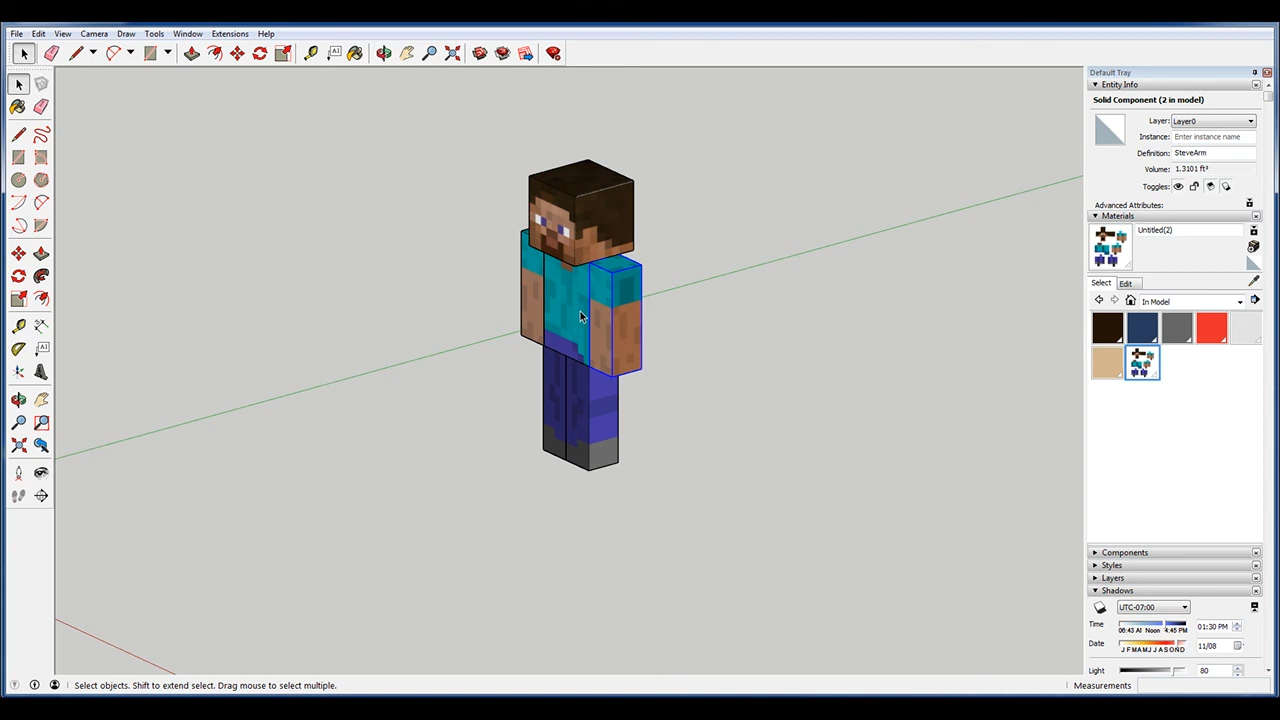 File Edit View Camera Draw Tools Window Extensions Help
Default Tray
Entity Info
Solid Component (2 in model)
Layer: Layer0
Instance: Enter instance name
Definition: SteveArm
Volume: 1.3101 ft³
Toggles:
Advanced Attributes:
Materials
Untitled(2)
Select Edit
In Model
Components
Styles
Layers
Shadows
UTC-07:00
Time 06:43 AM Noon 4:45 PM 01:30 PM
Date J F M A M J J A S O N D 11/08
Light 80
Select objects. Shift to extend select. Drag mouse to select multiple.
Measurements